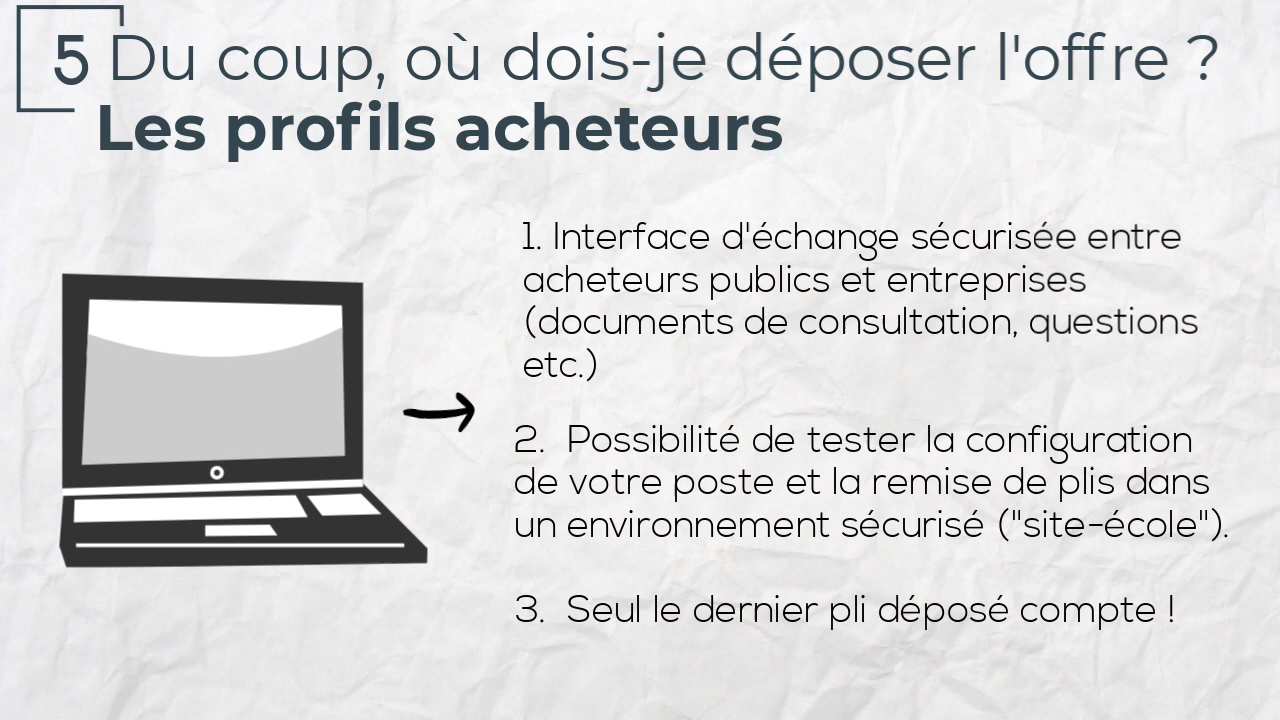 5 Du coup, où dois-je déposer l'offre ?
Les profils acheteurs
1. Interface d'échange sécurisée entre
acheteurs publics et entreprises
(documents de consultation, questions
etc.)
2. Possibilité de tester la configuration
de votre poste et la remise de plis dans
un environnement sécurisé ("site-école").
3. Seul le dernier pli déposé compte !